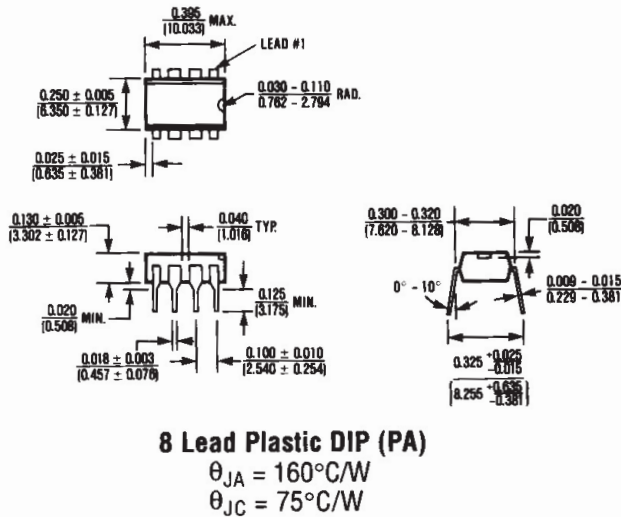 0.395
(10.033) MAX.
LEAD #1
0.250 ± 0.005
(6.350 ± 0.127)
0.030 - 0.110
0.762 - 2.794 RAD.
0.025 ± 0.015
(0.635 ± 0.381)
0.130 ± 0.005
(3.302 ± 0.127)
0.040
(1.016) TYP.
0.300 - 0.320
(7.620 - 8.128)
0.020
(0.508)
0.020
(0.508) MIN.
0.125
(3.175) MIN.
0° - 10°
0.009 - 0.015
0.229 - 0.381
0.018 ± 0.003
(0.457 ± 0.076)
0.100 ± 0.010
(2.540 ± 0.254)
0.325 +0.025
-0.015
(8.255 +0.635
-0.381)
8 Lead Plastic DIP (PA)
θJA = 160°C/W
θJC = 75°C/W